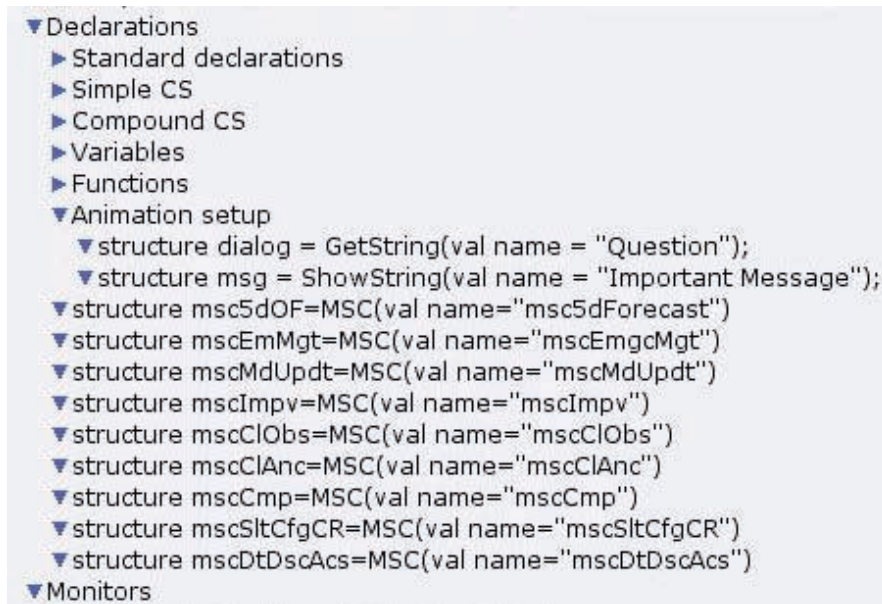 Declarations
Standard declarations
Simple CS
Compound CS
Variables
Functions
Animation setup
structure dialog = GetString(val name = "Question");
structure msg = ShowString(val name = "Important Message");
structure msc5dOF=MSC(val name="msc5dForecast")
structure mscEmMgt=MSC(val name="mscEmgcMgt")
structure mscMdUpdt=MSC(val name="mscMdUpdt")
structure mscImpv=MSC(val name="mscImpv")
structure mscClObs=MSC(val name="mscClObs")
structure mscClAnc=MSC(val name="mscClAnc")
structure mscCmp=MSC(val name="mscCmp")
structure mscSltCfgCR=MSC(val name="mscSltCfgCR")
structure mscDtDscAcs=MSC(val name="mscDtDscAcs")
Monitors